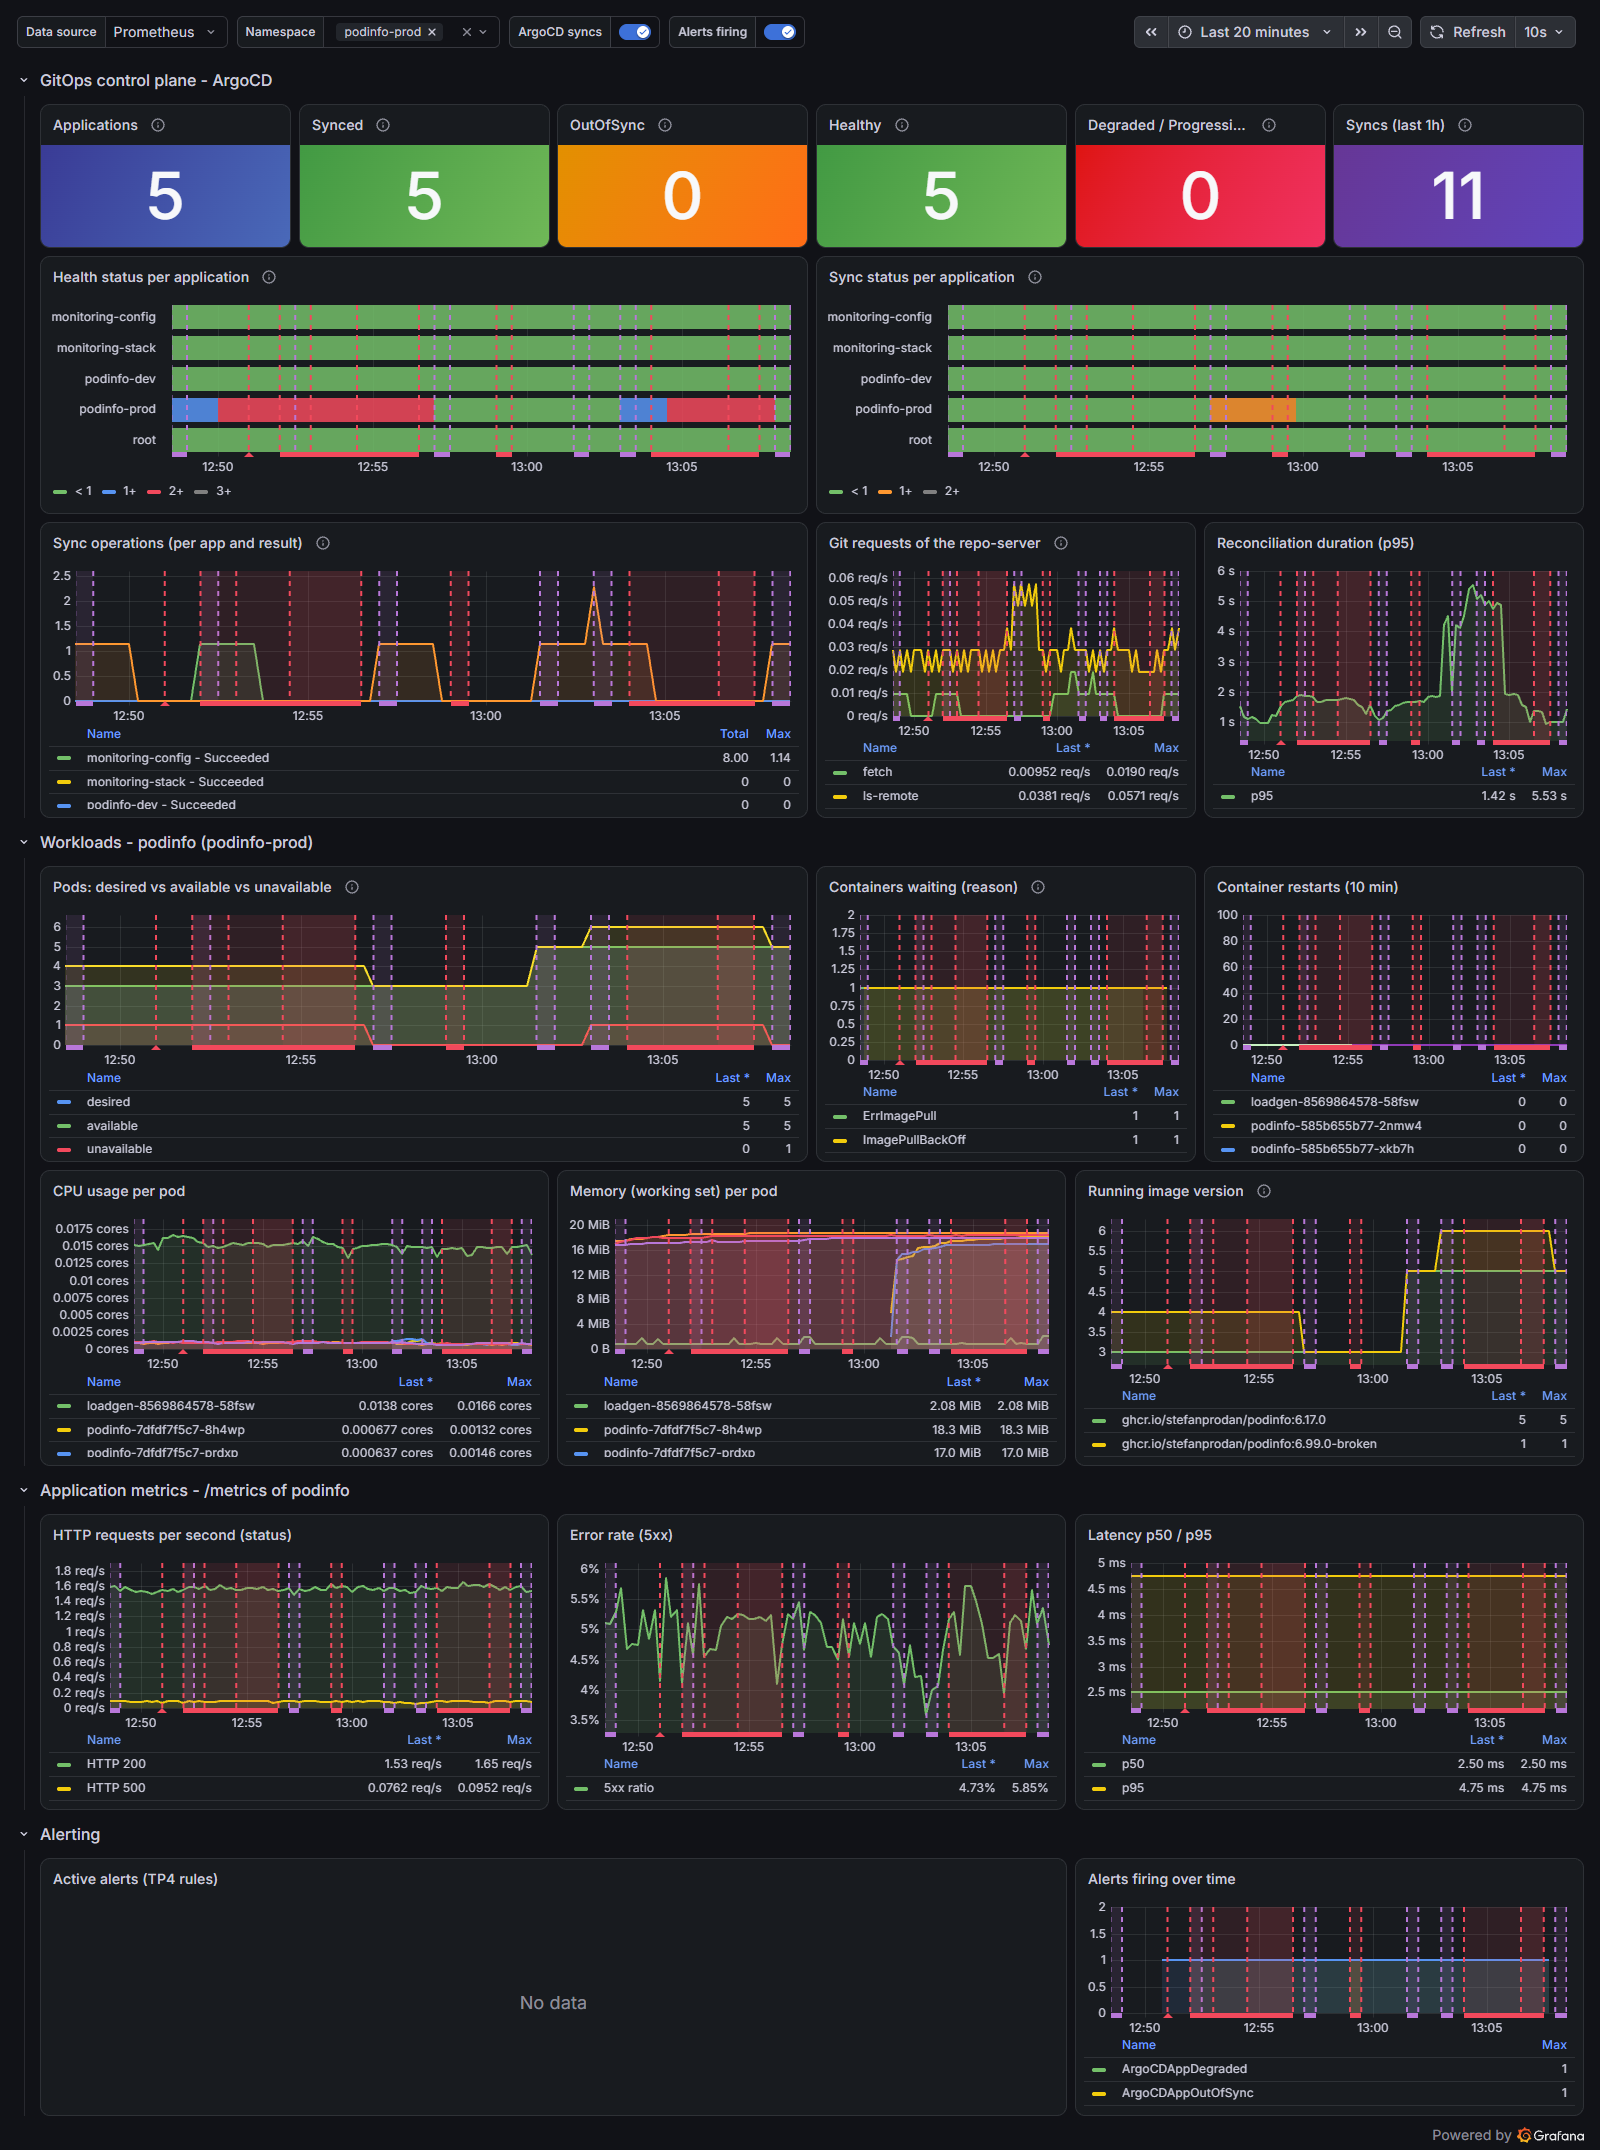 Data source Prometheus Namespace podinfo-prod ArgoCD syncs Alerts firing Last 20 minutes Refresh 10s
GitOps control plane - ArgoCD
Applications Synced OutOfSync Healthy Degraded / Progressi... Syncs (last 1h)
5 5 0 5 0 11
Health status per application
monitoring-config
monitoring-stack
podinfo-dev
podinfo-prod
root
12:50 12:55 13:00 13:05
< 1 1+ 2+ 3+
Sync status per application
monitoring-config
monitoring-stack
podinfo-dev
podinfo-prod
root
12:50 12:55 13:00 13:05
< 1 1+ 2+
Sync operations (per app and result)
2.5
2
1.5
1
0.5
0
12:50 12:55 13:00 13:05
Name Total Max
monitoring-config - Succeeded 8.00 1.14
monitoring-stack - Succeeded 0 0
podinfo-dev - Succeeded 0 0
Git requests of the repo-server
0.06 req/s
0.05 req/s
0.04 req/s
0.03 req/s
0.02 req/s
0.01 req/s
0 req/s
12:50 12:55 13:00 13:05
Name Last * Max
fetch 0.00952 req/s 0.0190 req/s
ls-remote 0.0381 req/s 0.0571 req/s
Reconciliation duration (p95)
6 s
5 s
4 s
3 s
2 s
1 s
12:50 12:55 13:00 13:05
Name Last * Max
p95 1.42 s 5.53 s
Workloads - podinfo (podinfo-prod)
Pods: desired vs available vs unavailable
6
5
4
3
2
1
0
12:50 12:55 13:00 13:05
Name Last * Max
desired 5 5
available 5 5
unavailable 0 1
Containers waiting (reason)
2
1.75
1.5
1.25
1
0.75
0.5
0.25
0
12:50 12:55 13:00 13:05
Name Last * Max
ErrImagePull 1 1
ImagePullBackOff 1 1
Container restarts (10 min)
100
80
60
40
20
0
12:50 12:55 13:00 13:05
Name Last * Max
loadgen-8569864578-58fsw 0 0
podinfo-585b655b77-2nmw4 0 0
podinfo-585b655b77-xkb7h 0 0
CPU usage per pod
0.0175 cores
0.015 cores
0.0125 cores
0.01 cores
0.0075 cores
0.005 cores
0.0025 cores
0 cores
12:50 12:55 13:00 13:05
Name Last * Max
loadgen-8569864578-58fsw 0.0138 cores 0.0166 cores
podinfo-7dfdf7f5c7-8h4wp 0.000677 cores 0.00132 cores
podinfo-7dfdf7f5c7-prdxp 0.000637 cores 0.00146 cores
Memory (working set) per pod
20 MiB
16 MiB
12 MiB
8 MiB
4 MiB
0 B
12:50 12:55 13:00 13:05
Name Last * Max
loadgen-8569864578-58fsw 2.08 MiB 2.08 MiB
podinfo-7dfdf7f5c7-8h4wp 18.3 MiB 18.3 MiB
podinfo-7dfdf7f5c7-prdxp 17.0 MiB 17.0 MiB
Running image version
6
5.5
5
4.5
4
3.5
3
12:50 12:55 13:00 13:05
Name Last * Max
ghcr.io/stefanprodan/podinfo:6.17.0 5 5
ghcr.io/stefanprodan/podinfo:6.99.0-broken 1 1
Application metrics - /metrics of podinfo
HTTP requests per second (status)
1.8 req/s
1.6 req/s
1.4 req/s
1.2 req/s
1 req/s
0.8 req/s
0.6 req/s
0.4 req/s
0.2 req/s
0 req/s
12:50 12:55 13:00 13:05
Name Last * Max
HTTP 200 1.53 req/s 1.65 req/s
HTTP 500 0.0762 req/s 0.0952 req/s
Error rate (5xx)
6%
5.5%
5%
4.5%
4%
3.5%
12:50 12:55 13:00 13:05
Name Last * Max
5xx ratio 4.73% 5.85%
Latency p50 / p95
5 ms
4.5 ms
4 ms
3.5 ms
3 ms
2.5 ms
12:50 12:55 13:00 13:05
Name Last * Max
p50 2.50 ms 2.50 ms
p95 4.75 ms 4.75 ms
Alerting
Active alerts (TP4 rules)
No data
Alerts firing over time
2
1.5
1
0.5
0
12:50 12:55 13:00 13:05
Name Max
ArgoCDAppDegraded 1
ArgoCDAppOutOfSync 1
Powered by Grafana